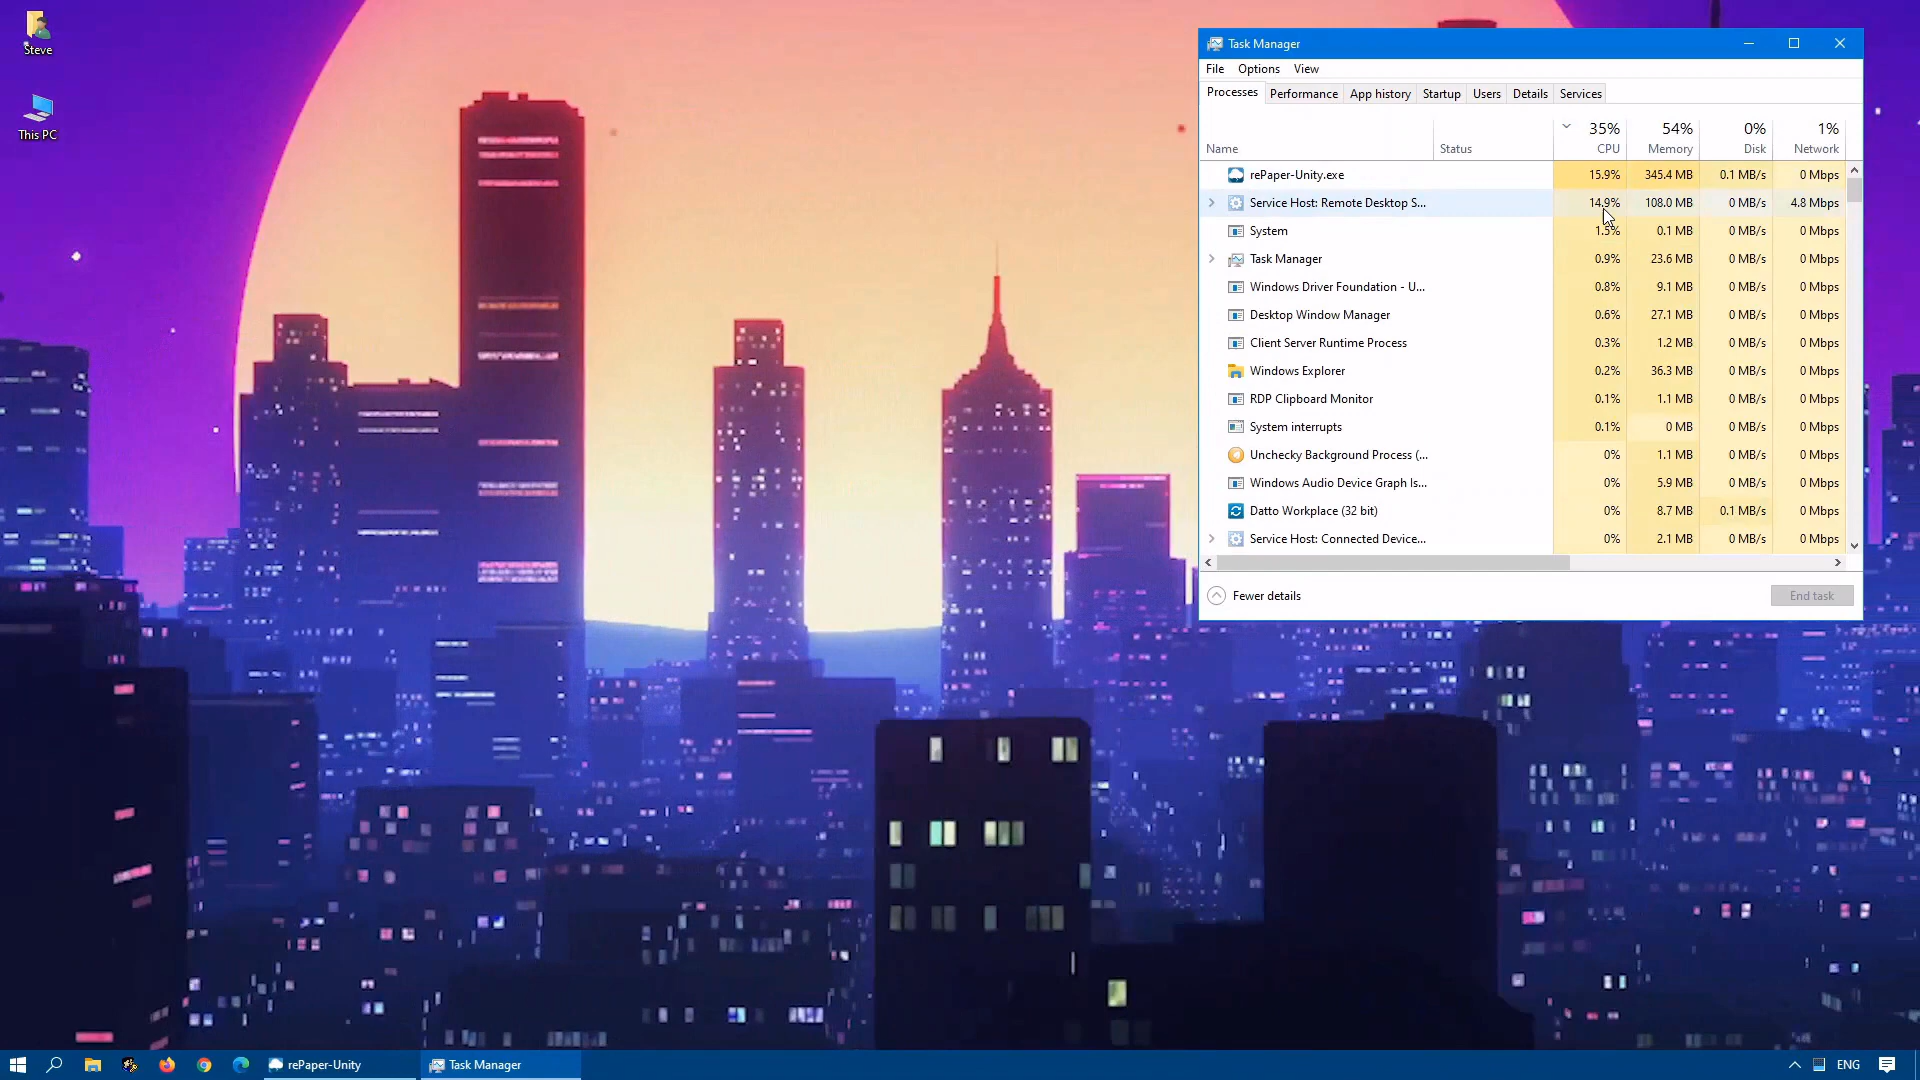 Steve
This PC
Task Manager
File Options View
Processes Performance App history Startup Users Details Services
35% 54% 0% 1%
Name Status CPU Memory Disk Network
rePaper-Unity.exe 15.9% 345.4 MB 0.1 MB/s 0 Mbps
Service Host: Remote Desktop S... 14.9% 108.0 MB 0 MB/s 4.8 Mbps
System 1.5% 0.1 MB 0 MB/s 0 Mbps
Task Manager 0.9% 23.6 MB 0 MB/s 0 Mbps
Windows Driver Foundation - U... 0.8% 9.1 MB 0 MB/s 0 Mbps
Desktop Window Manager 0.6% 27.1 MB 0 MB/s 0 Mbps
Client Server Runtime Process 0.3% 1.2 MB 0 MB/s 0 Mbps
Windows Explorer 0.2% 36.3 MB 0 MB/s 0 Mbps
RDP Clipboard Monitor 0.1% 1.1 MB 0 MB/s 0 Mbps
System interrupts 0.1% 0 MB 0 MB/s 0 Mbps
Unchecky Background Process (... 0% 1.1 MB 0 MB/s 0 Mbps
Windows Audio Device Graph Is... 0% 5.9 MB 0 MB/s 0 Mbps
Datto Workplace (32 bit) 0% 8.7 MB 0.1 MB/s 0 Mbps
Service Host: Connected Device... 0% 2.1 MB 0 MB/s 0 Mbps
Fewer details End task
rePaper-Unity Task Manager ENG